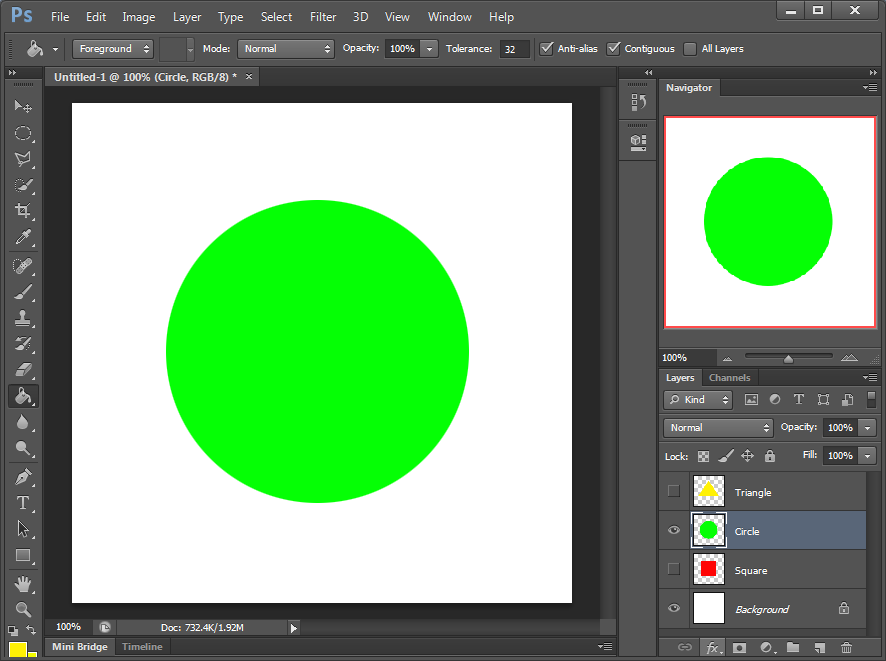 Ps File Edit Image Layer Type Select Filter 3D View Window Help
Foreground Mode: Normal Opacity: 100% Tolerance: 32 Anti-alias Contiguous All Layers
Untitled-1 @ 100% (Circle, RGB/8) * ×
Navigator
100%
Layers Channels
Kind
Normal Opacity: 100%
Lock: Fill: 100%
Triangle
Circle
Square
Background
fx
100% Doc: 732.4K/1.92M
Mini Bridge Timeline